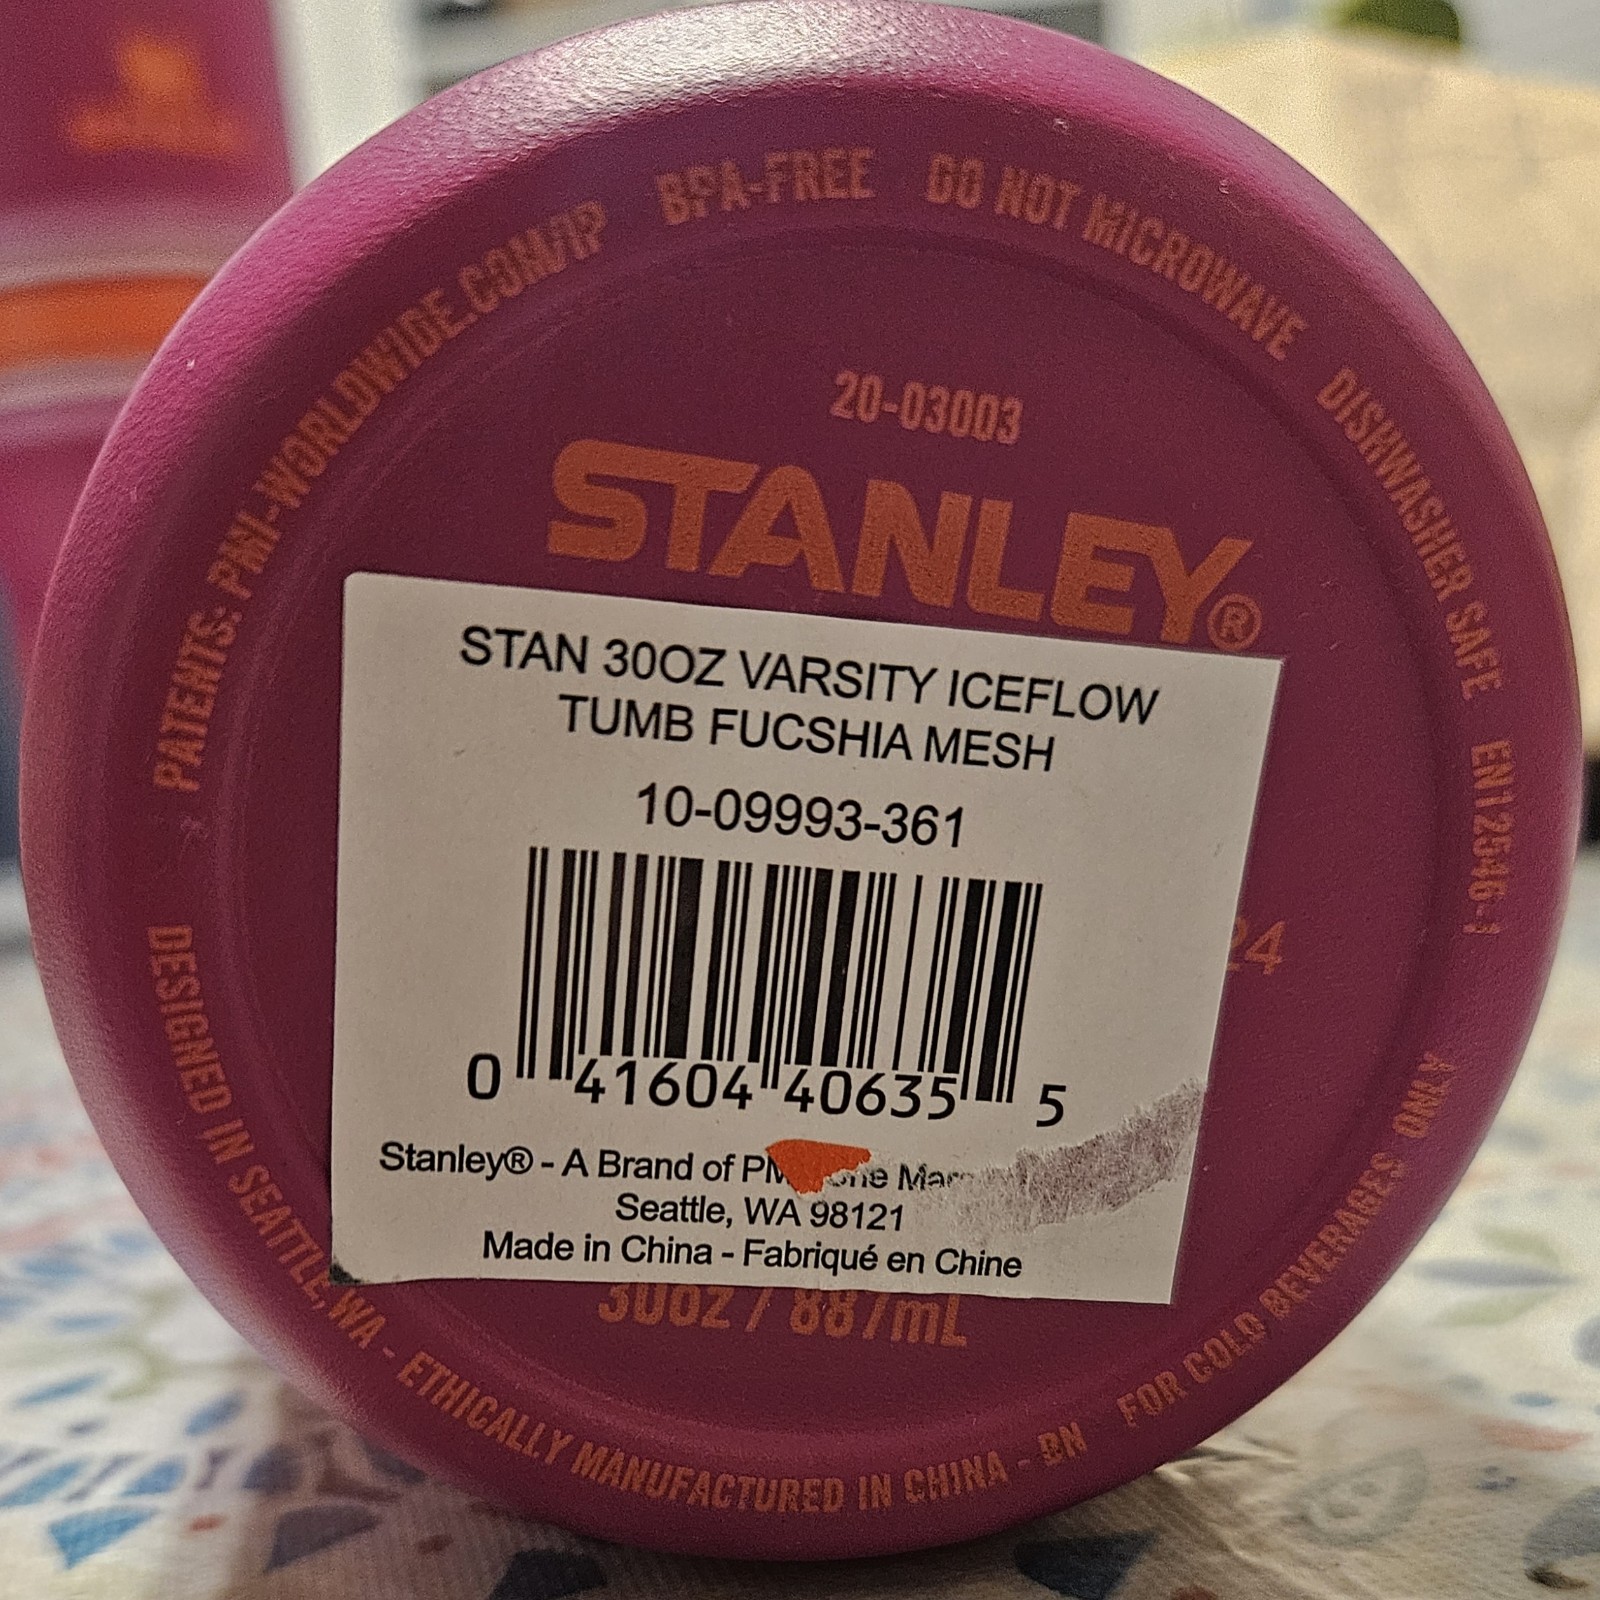 PATENTS: PMI-WORLDWIDE.COM/IP BPA-FREE DO NOT MICROWAVE DISHWASHER SAFE EN12546-1
20-03003
STANLEY®
STAN 30OZ VARSITY ICEFLOW
TUMB FUCSHIA MESH
10-09993-361
0 41604 40635 5
24
Stanley® - A Brand of
Seattle, WA 98121
Made in China - Fabriqué en Chine
30oz / 887mL
DESIGNED IN SEATTLE, WA - ETHICALLY MANUFACTURED IN CHINA - BN FOR COLD BEVERAGES ONLY